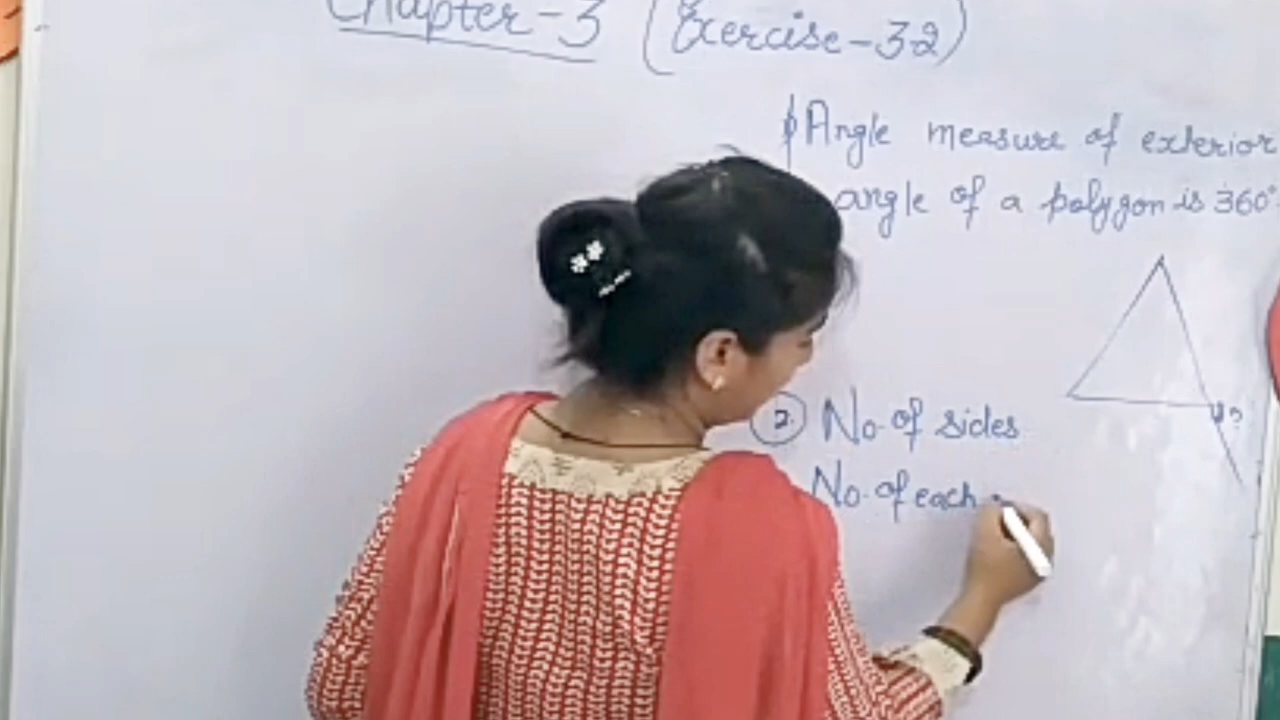 Chapter-3 (Exercise-3.2)
Angle measure of exterior
angle of a polygon is 360°
2. No. of sides
No. of each